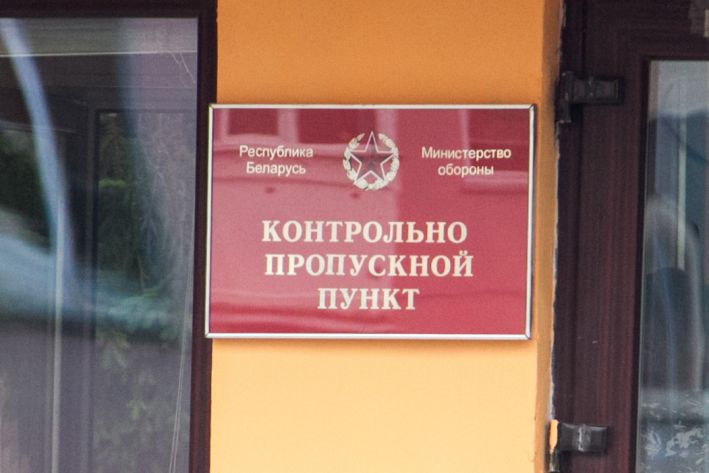 Республика
Беларусь
Министерство
обороны
КОНТРОЛЬНО
ПРОПУСКНОЙ
ПУНКТ